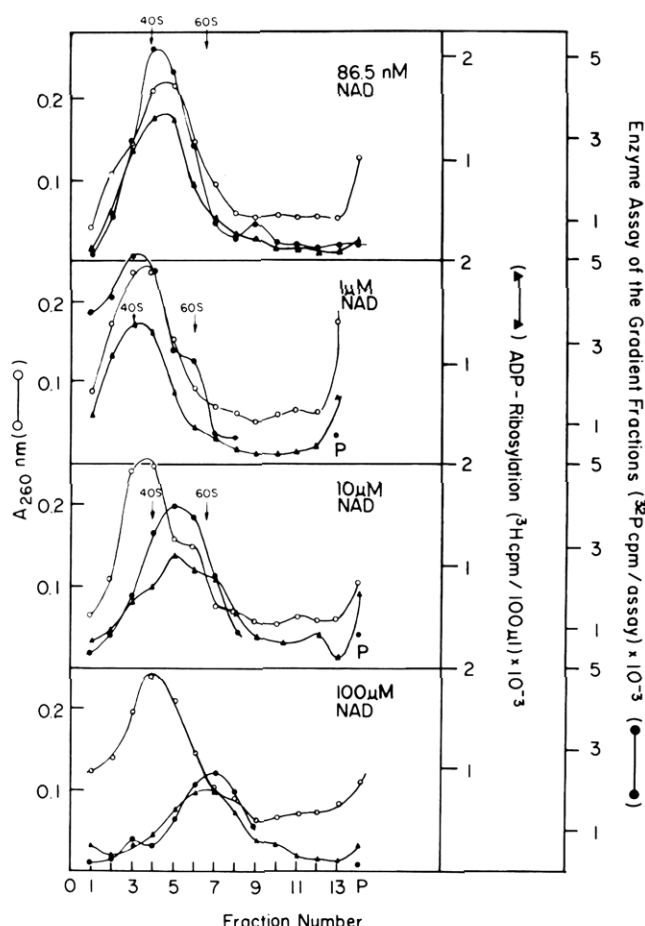 40S 60S
86.5 nM
NAD
0.2
0.1
2
1
5
3
1
1µM
NAD
40S
60S
0.2
0.1
2
1
5
3
1
P
10µM
NAD
40S 60S
0.2
0.1
2
1
5
3
1
P
100µM
NAD
0.2
0.1
2
1
5
3
1
0 1 3 5 7 9 11 13 P
Fraction Number
A260 nm (○—○)
(▲—▲) ADP-Ribosylation (³H cpm/100µl) × 10⁻³
Enzyme Assay of the Gradient Fractions (³²P cpm/assay) × 10⁻³ (●—●)